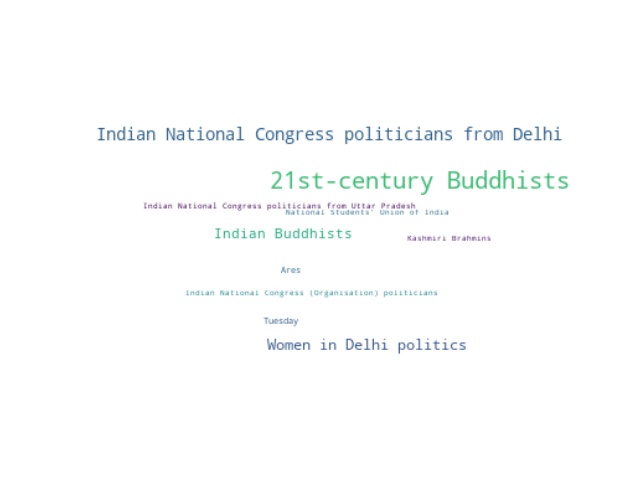 Indian National Congress politicians from Delhi
21st-century Buddhists
Indian National Congress politicians from Uttar Pradesh
National Students' Union of India
Indian Buddhists
Kashmiri Brahmins
Ares
Indian National Congress (Organisation) politicians
Tuesday
Women in Delhi politics